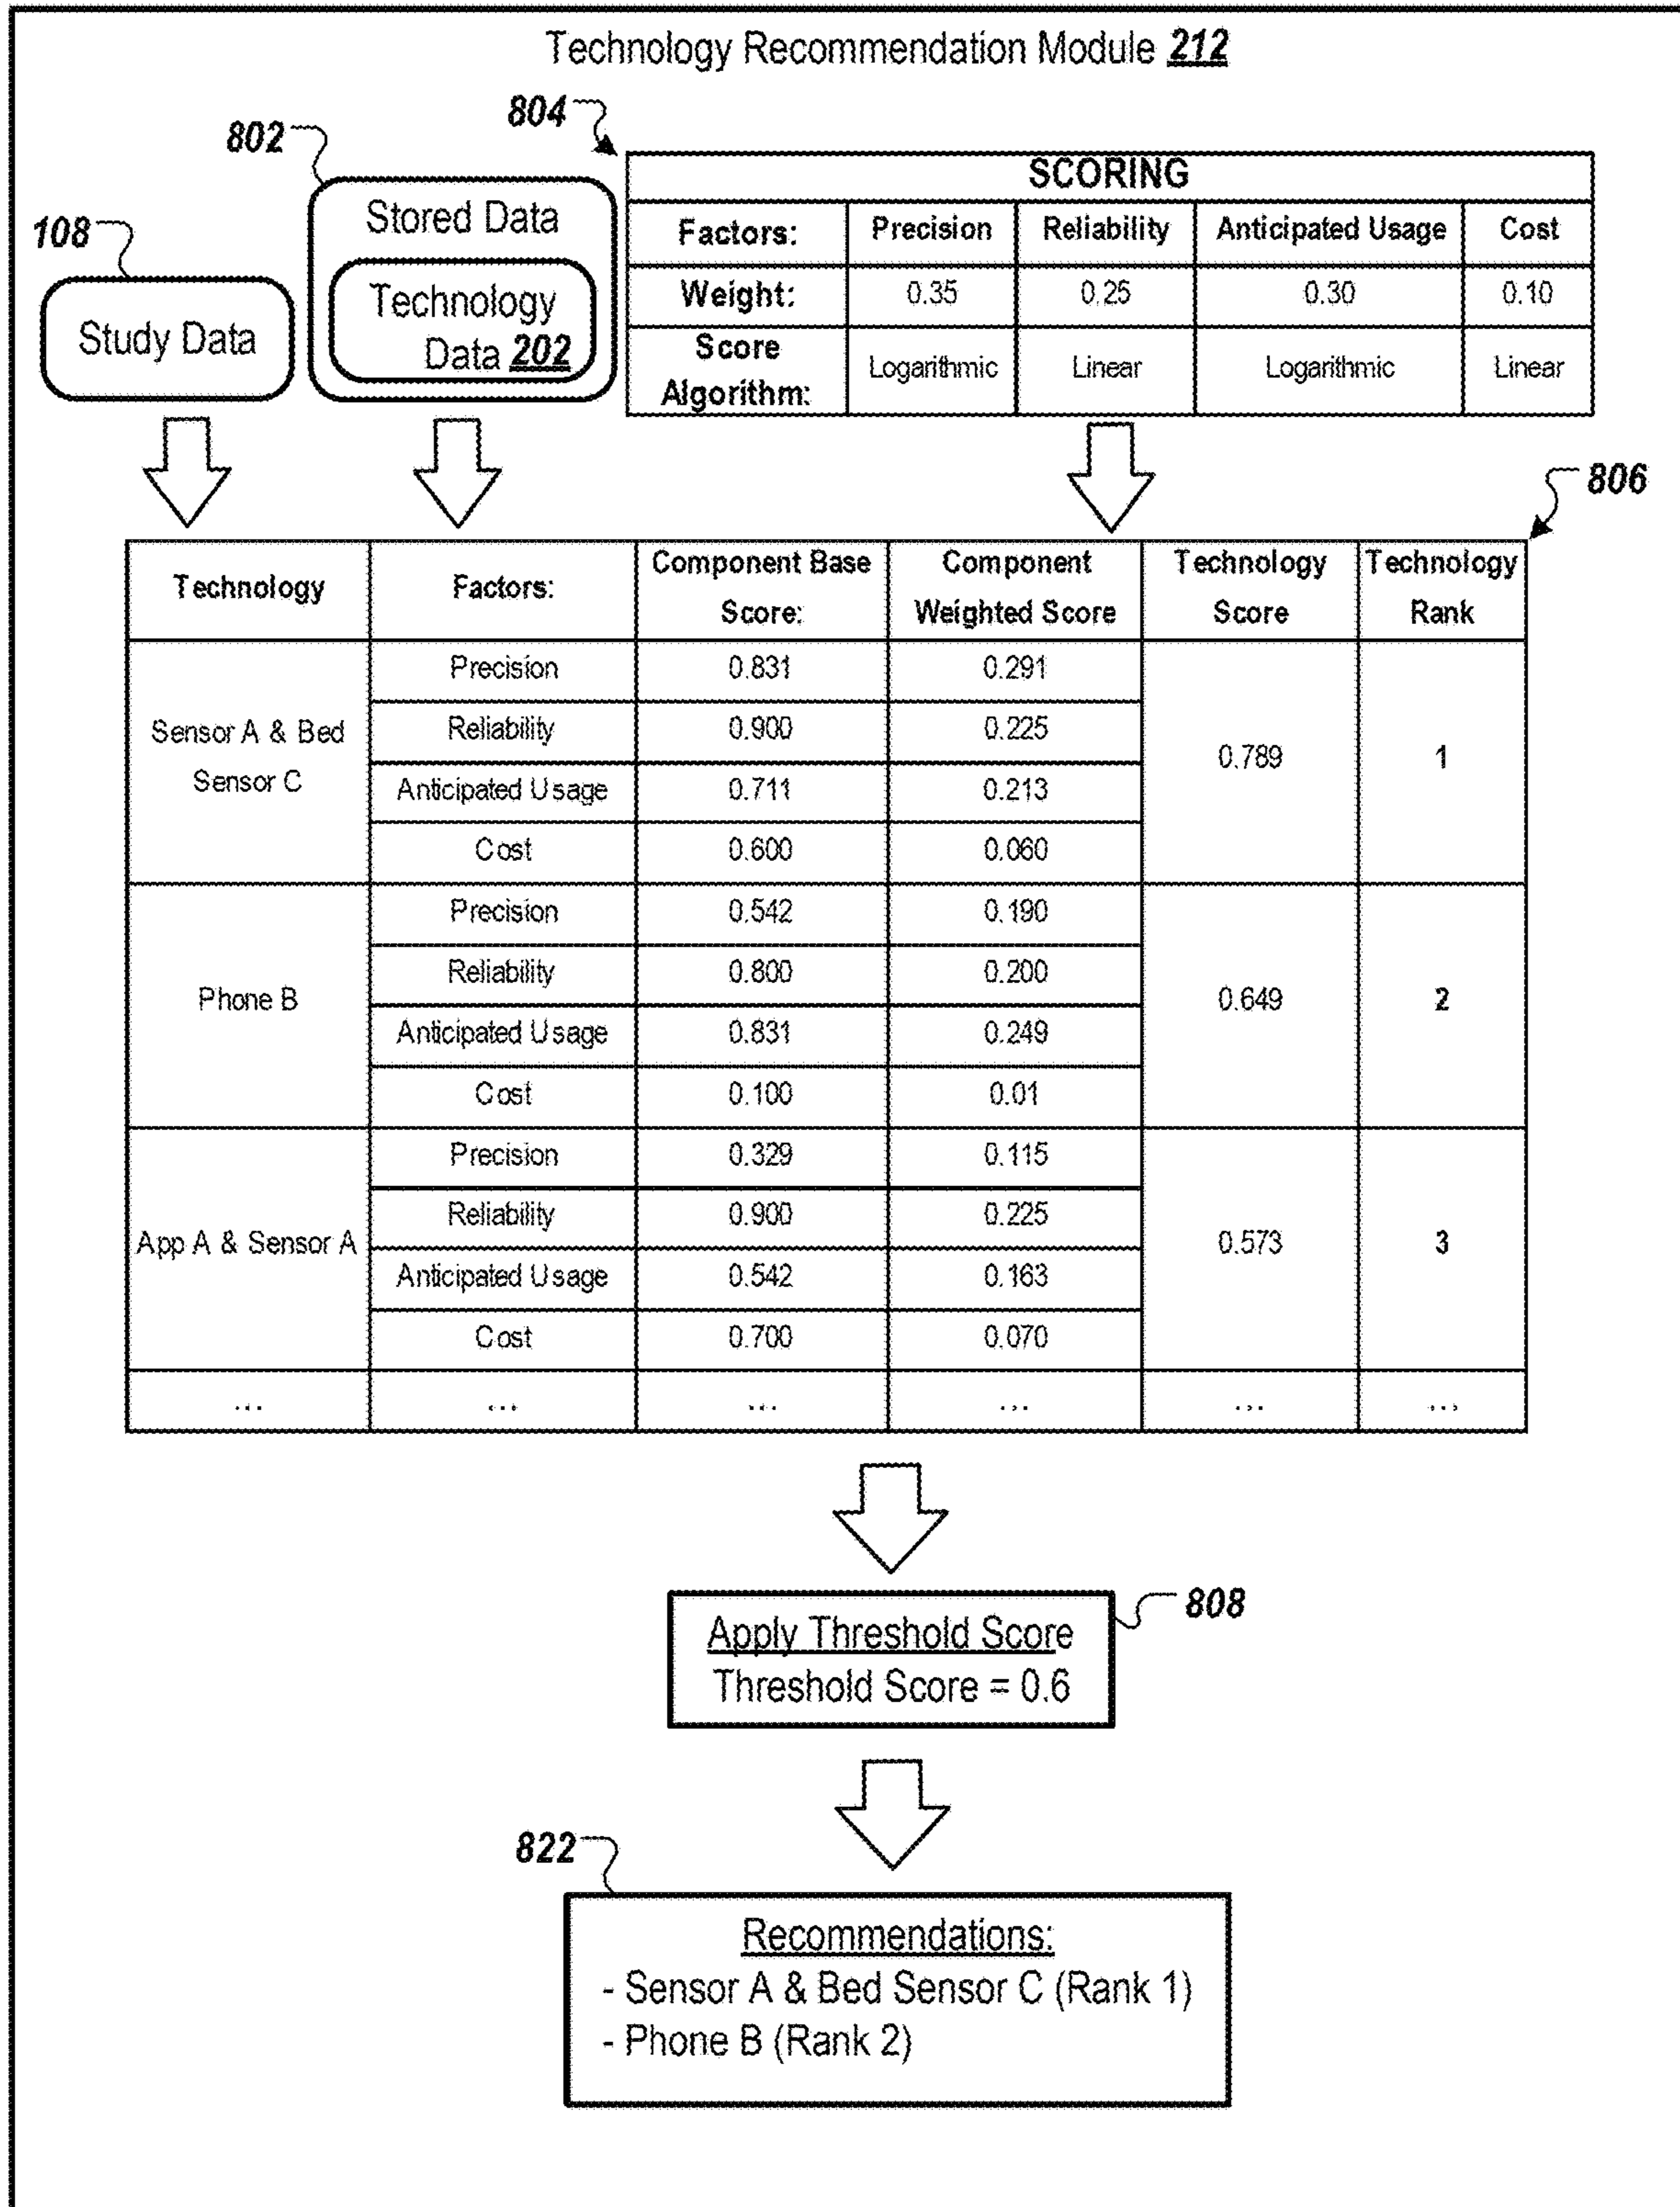 Technology Recommendation Module 212
804
802
108
Stored Data
Technology
Data 202
Study Data
SCORING
Factors: Precision Reliability Anticipated Usage Cost
Weight: 0.35 0.25 0.30 0.10
Score
Algorithm: Logarithmic Linear Logarithmic Linear
806
Technology Factors: Component Base Component Technology Technology
Score: Weighted Score Score Rank
Precision 0.831 0.291
Sensor A & Bed Reliability 0.900 0.225
0.789 1
Sensor C Anticipated Usage 0.711 0.213
Cost 0.600 0.060
Precision 0.542 0.190
Reliability 0.800 0.200
Phone B 0.649 2
Anticipated Usage 0.831 0.249
Cost 0.100 0.01
Precision 0.329 0.115
Reliability 0.900 0.225
App A & Sensor A 0.573 3
Anticipated Usage 0.542 0.163
Cost 0.700 0.070
... ... ... ... ... ...
808
Apply Threshold Score
Threshold Score = 0.6
822
Recommendations:
- Sensor A & Bed Sensor C (Rank 1)
- Phone B (Rank 2)